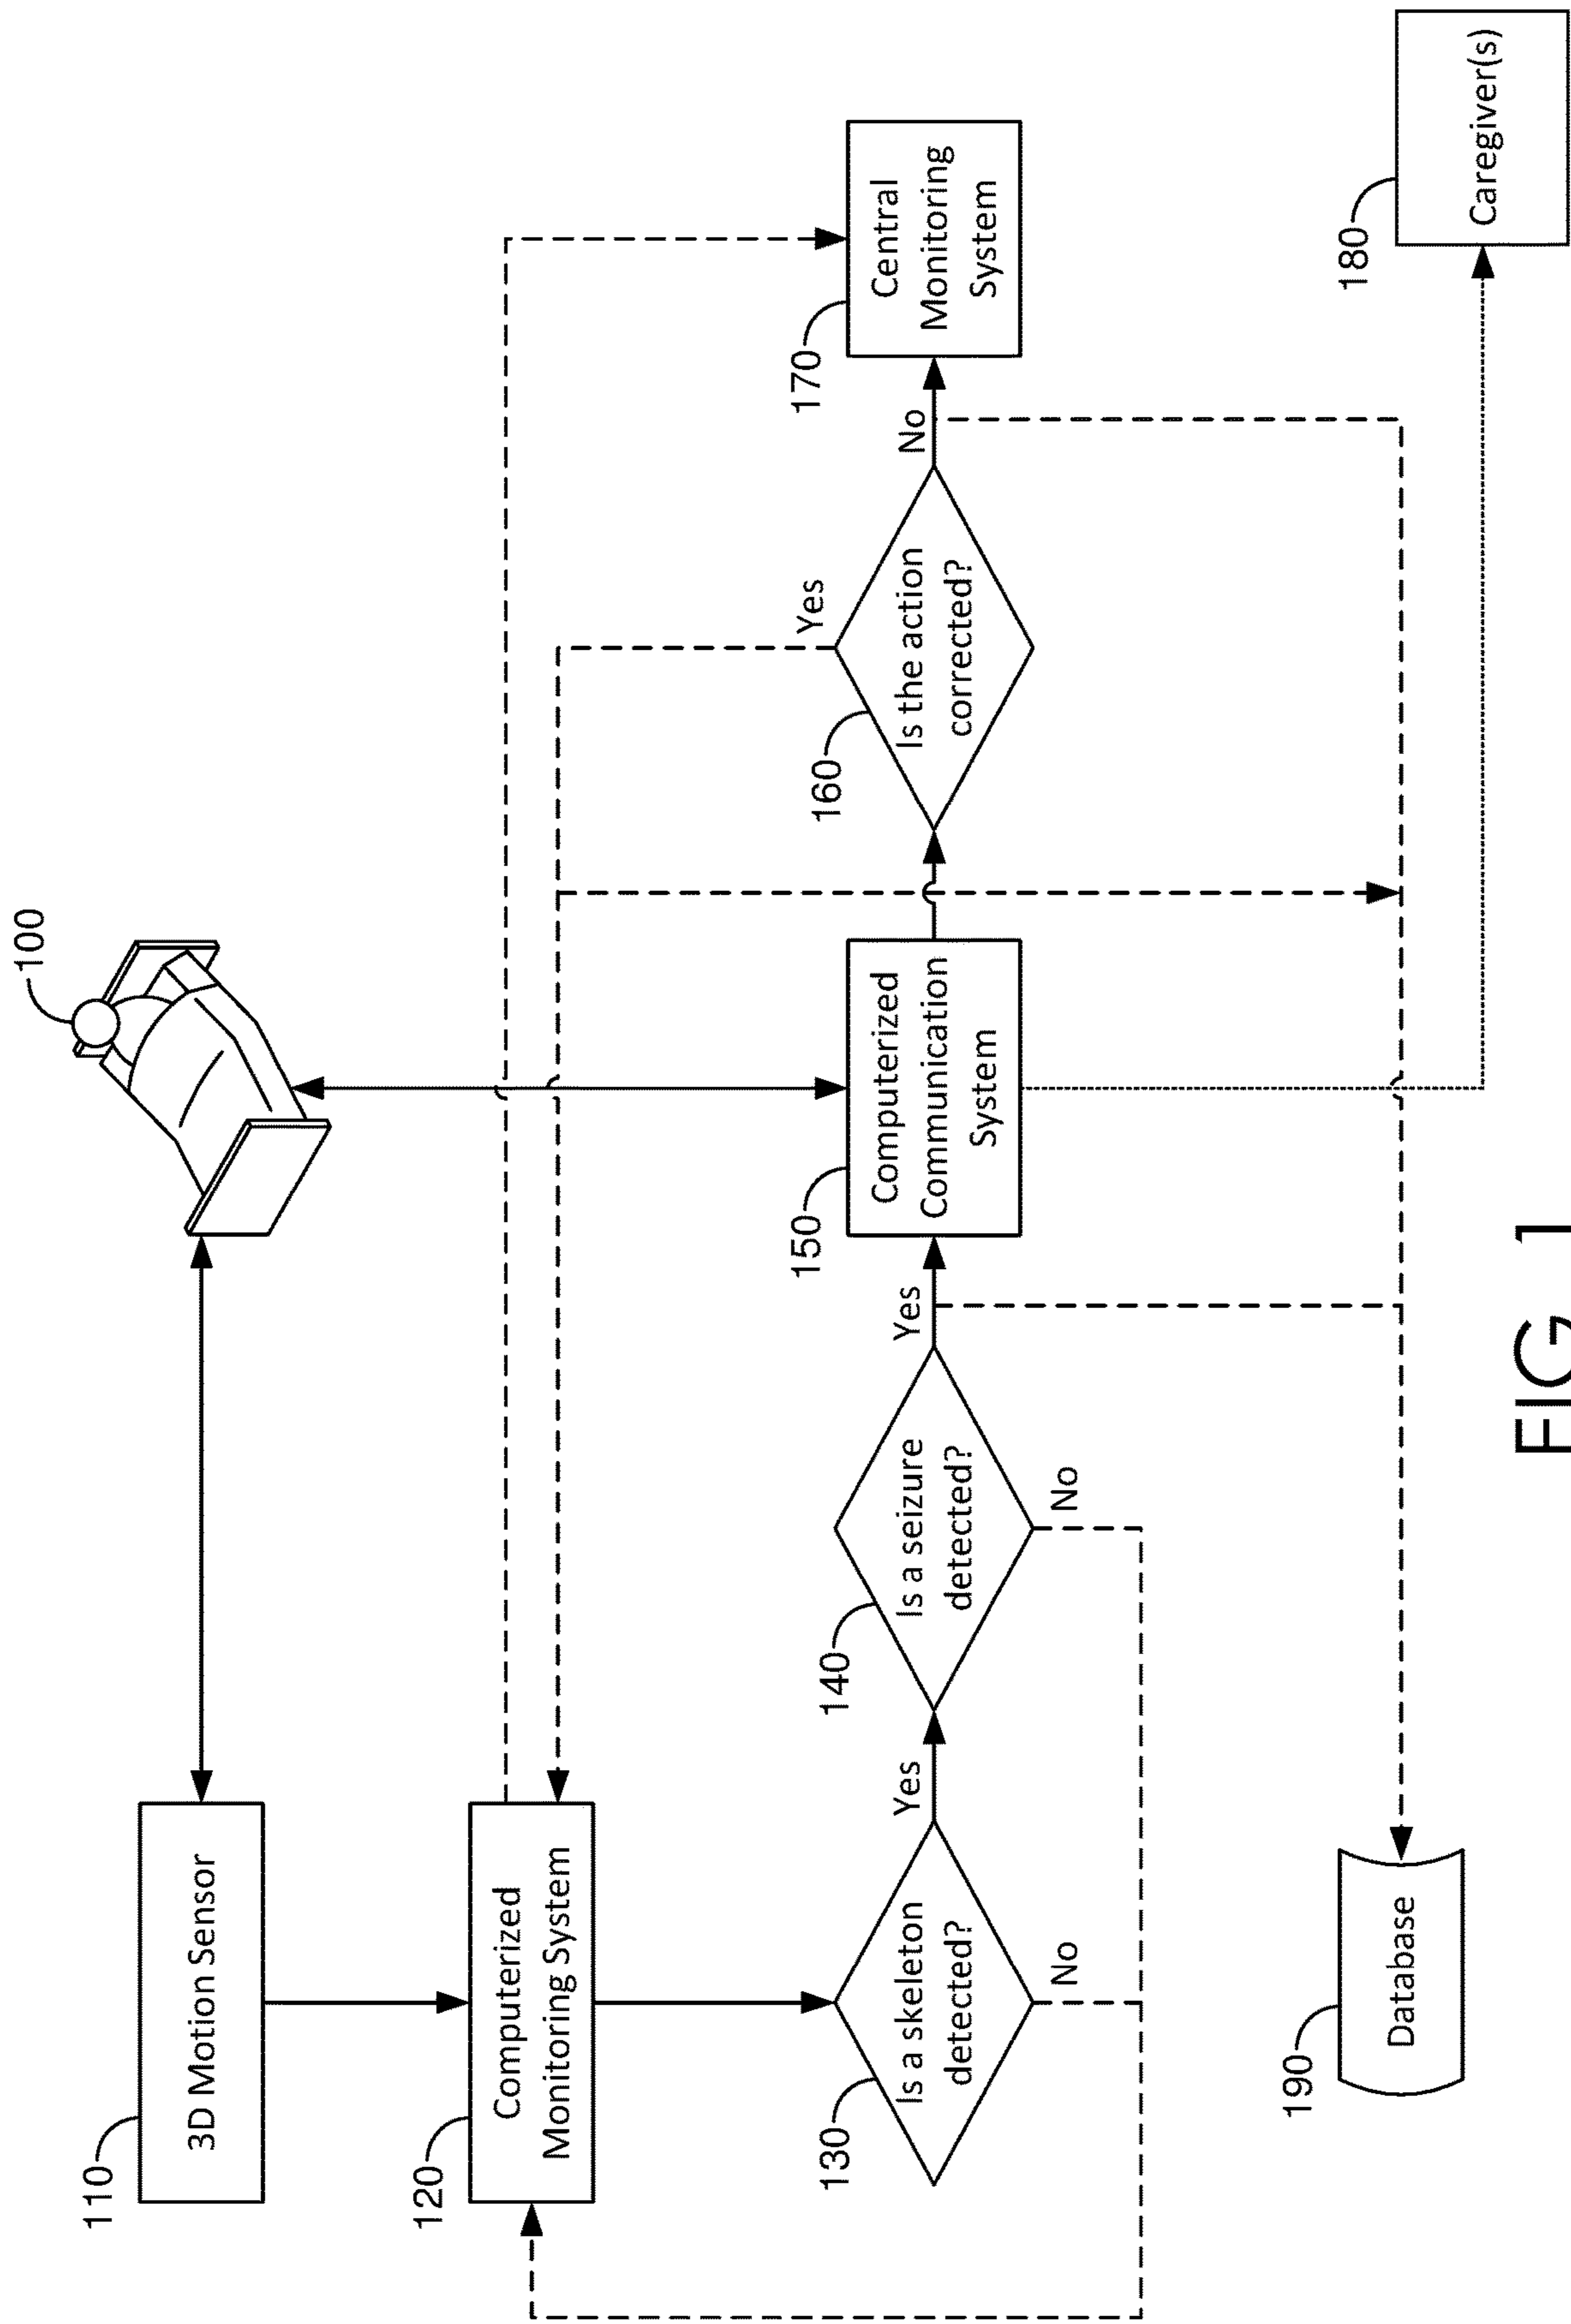 100
110
3D Motion Sensor
120
Computerized
Monitoring System
130
Is a skeleton
detected?
Yes
No
140
Is a seizure
detected?
Yes
No
150
Computerized
Communication
System
160
Is the action
corrected?
Yes
No
170
Central
Monitoring
System
180
Caregiver(s)
190
Database
FIG. 1